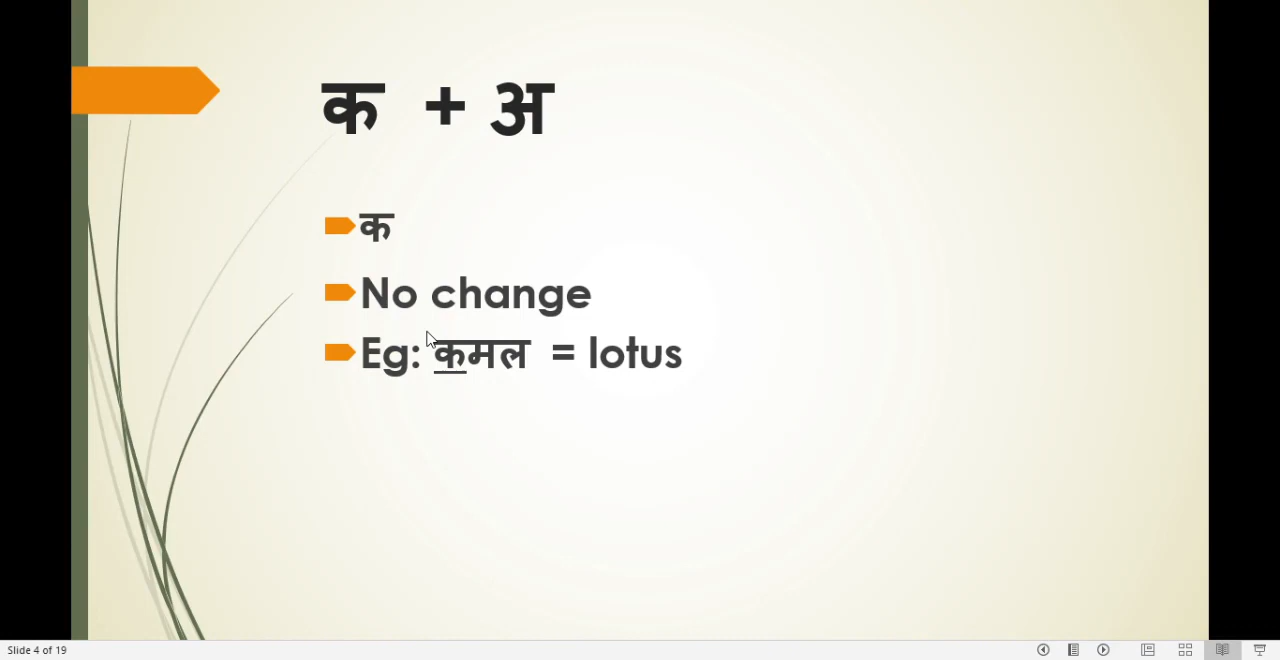 क + अ
क
No change
Eg: कमल = lotus
Slide 4 of 19